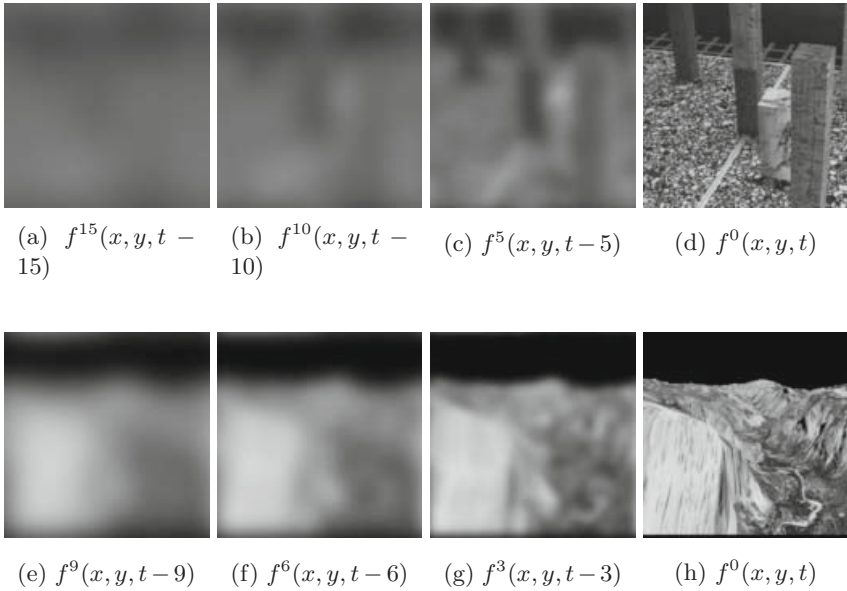 (a) f^15(x, y, t −
15)
(b) f^10(x, y, t −
10)
(c) f^5(x, y, t − 5)
(d) f^0(x, y, t)
(e) f^9(x, y, t − 9)
(f) f^6(x, y, t − 6)
(g) f^3(x, y, t − 3)
(h) f^0(x, y, t)